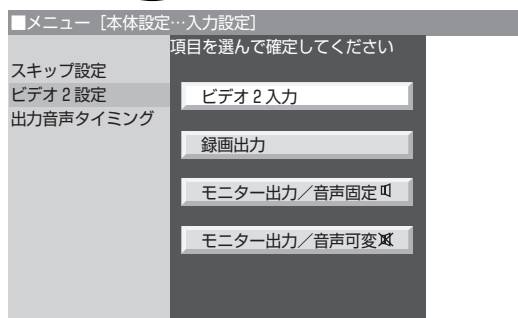 ■メニュー［本体設定…入力設定］
項目を選んで確定してください
スキップ設定
ビデオ２設定
出力音声タイミング
ビデオ２入力
録画出力
モニター出力／音声固定
モニター出力／音声可変